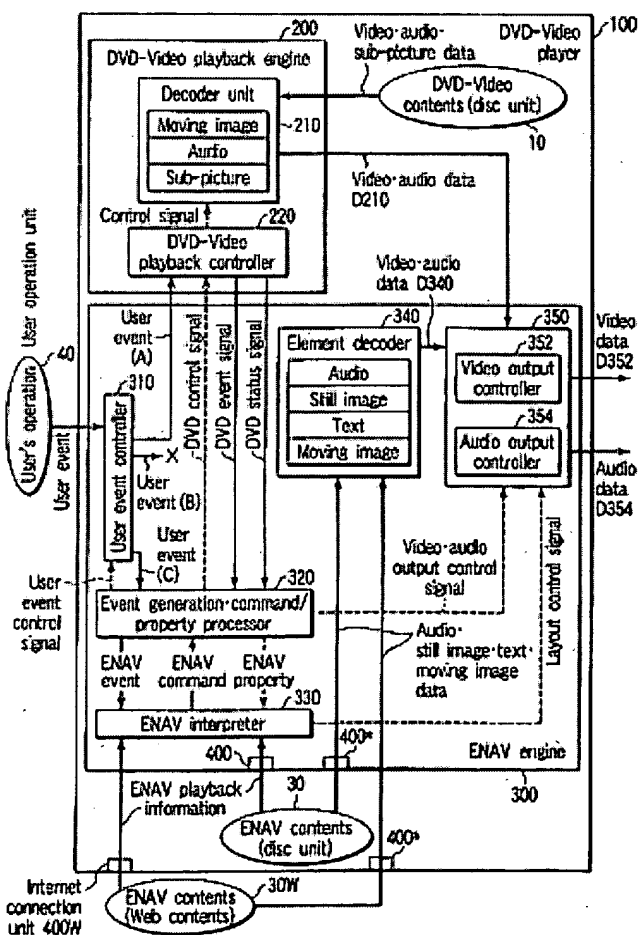 100
200
DVD-Video playback engine
Video·audio·
sub-picture data
DVD-Video
player
Decoder unit
210
Moving image
Audio
Sub-picture
DVD-Video
contents (disc unit)
10
Video·audio data
D210
Control signal
220
DVD-Video
playback controller
Video·audio
data D340
User operation unit
40
User's operation
User event
User
event
(A)
DVD control signal
DVD event signal
DVD status signal
310
User event controller
X
User
event (B)
User
event
(C)
340
Element decoder
Audio
Still image
Text
Moving image
350
352
Video output
controller
354
Audio output
controller
Video
data
D352
Audio
data
D354
User
event
control
signal
320
Event generation·command/
property processor
Video·audio
output control
signal
Layout control signal
ENAV
event
ENAV
command
ENAV
property
Audio·
still image·text·
moving image
data
330
ENAV interpreter
400
400*
ENAV engine
300
ENAV playback
information
30
ENAV contents
(disc unit)
400*
Internet
connection
unit 400W
30W
ENAV contents
(Web contents)